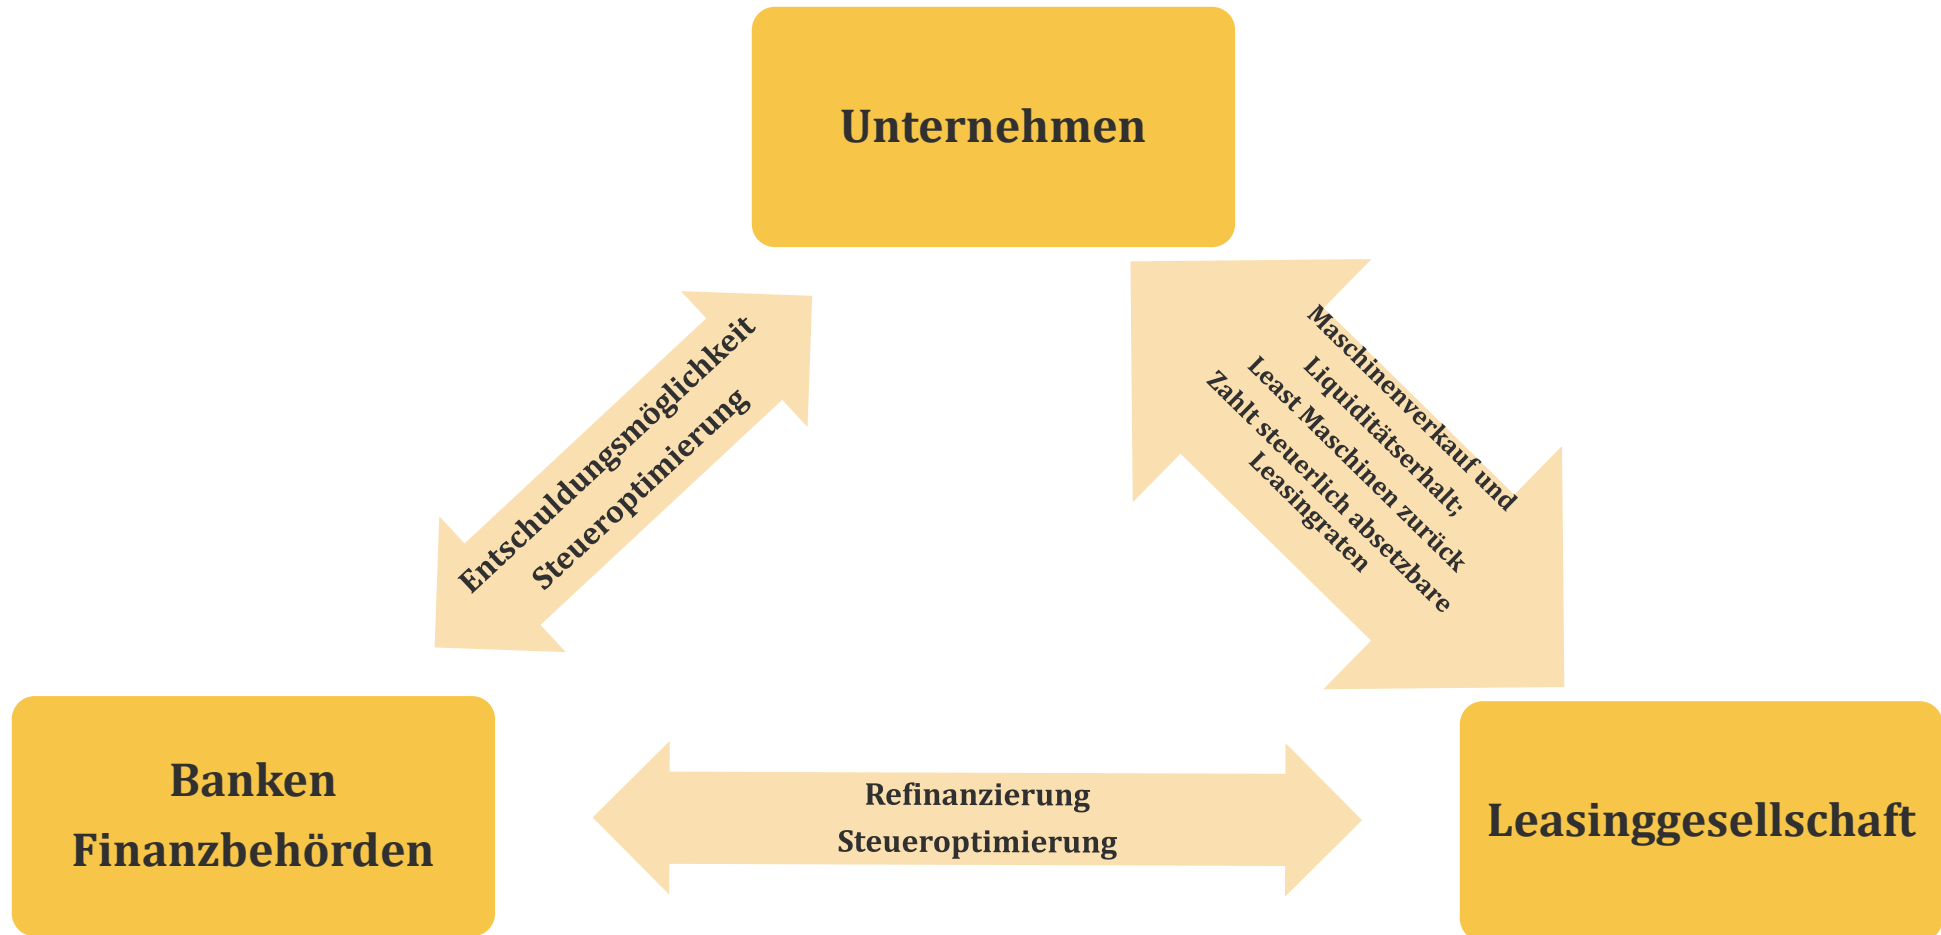 Unternehmen
Entschuldungsmöglichkeit
Steueroptimierung
Maschinenverkauf und
Liquiditätserhalt;
Least Maschinen zurück
Zahlt steuerlich absetzbare
Leasingraten
Banken
Finanzbehörden
Refinanzierung
Steueroptimierung
Leasinggesellschaft